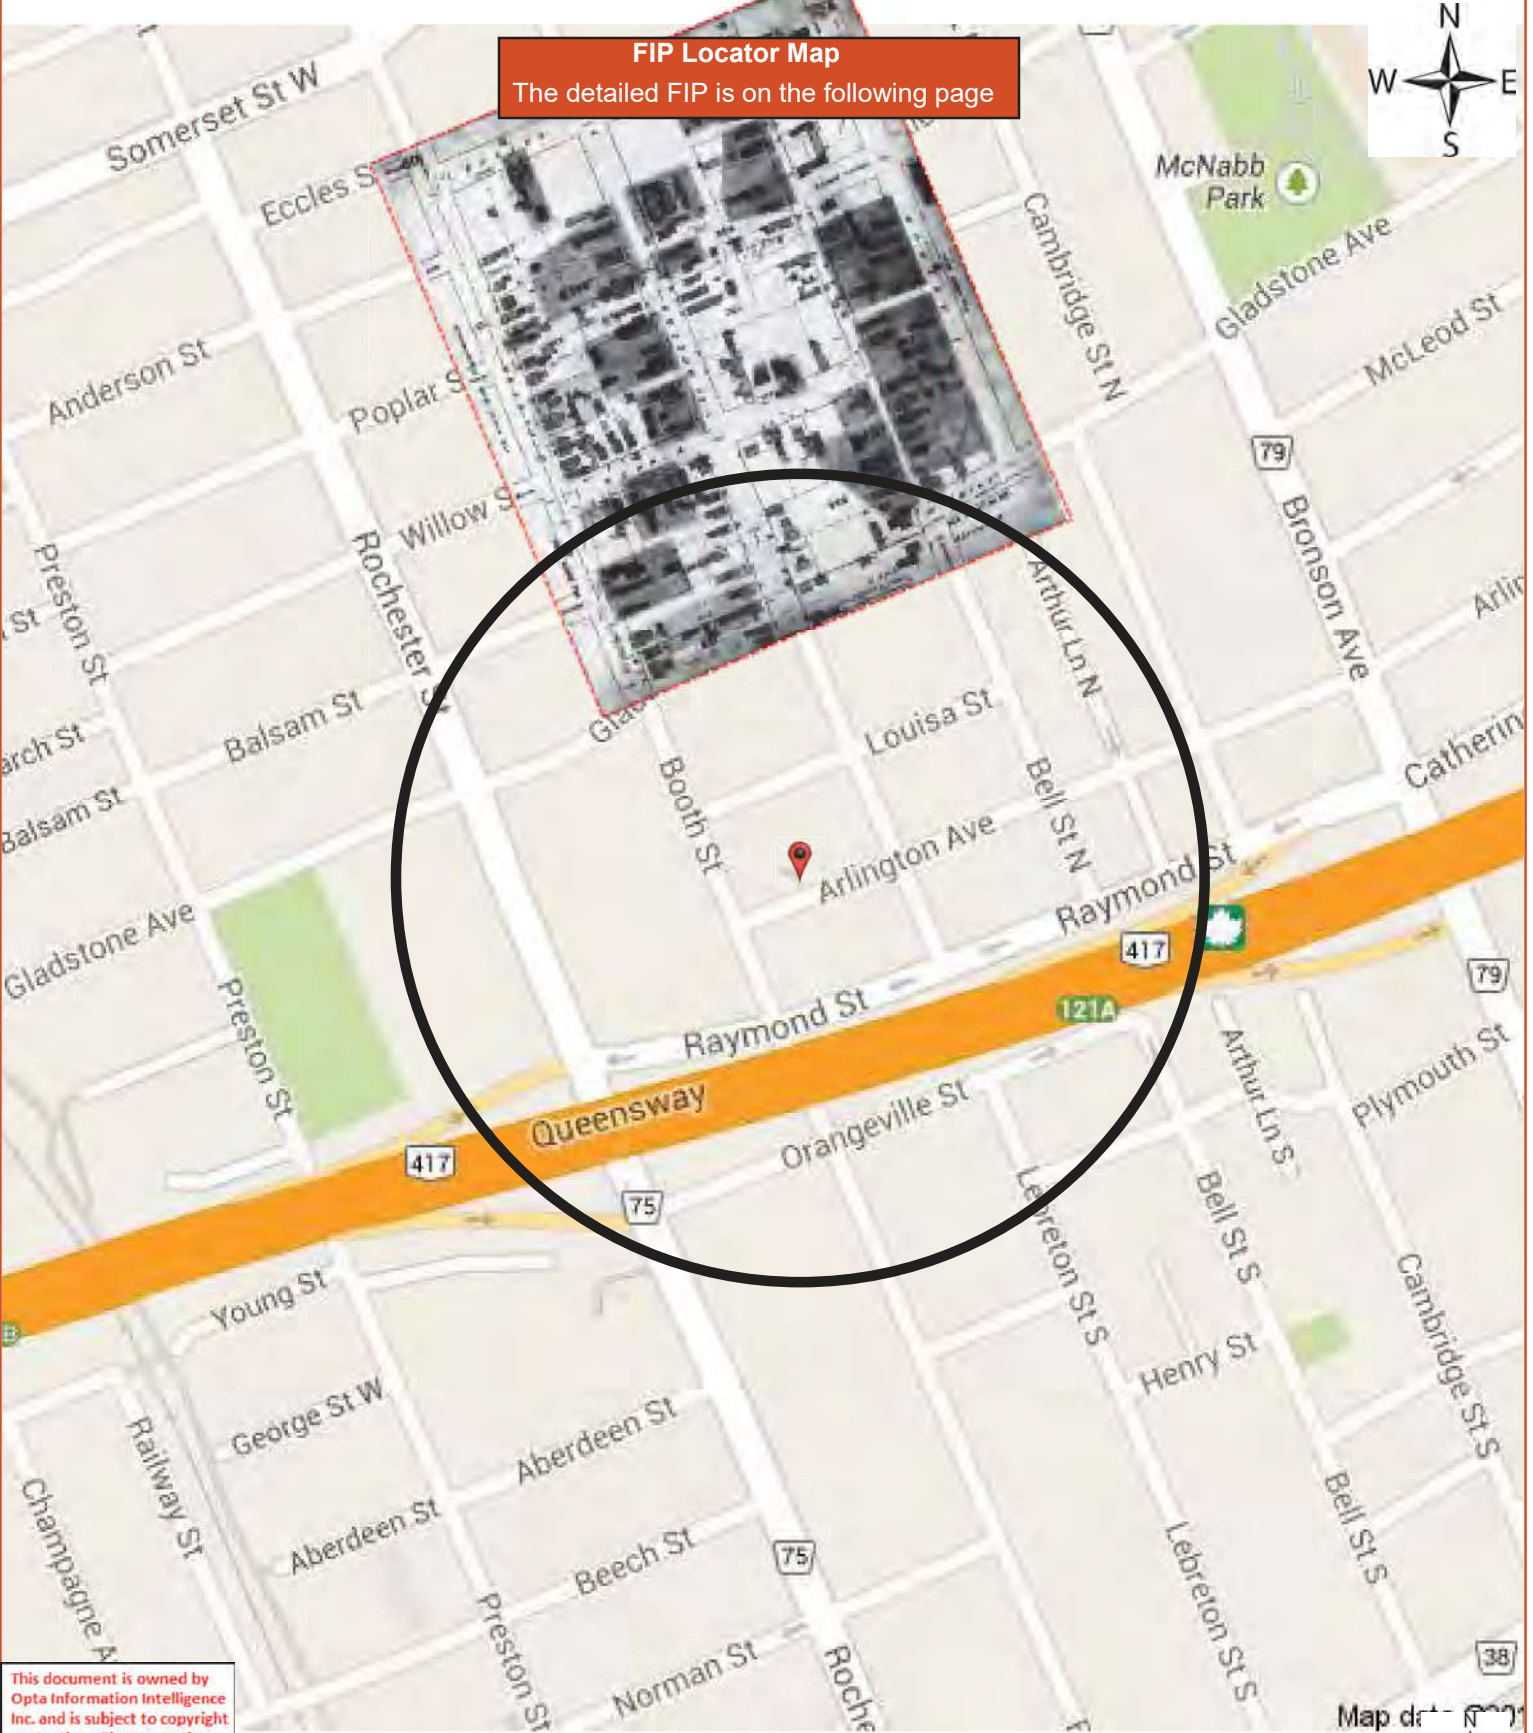 FIP Locator Map
The detailed FIP is on the following page
N
W
E
S
Somerset St W
Eccles S
McNabb
Park
Cambridge St N
Gladstone Ave
McLeod St
Anderson St
Poplar S
79
Willow S
Preston St
Rochester S
Bronson Ave
Arlin
St
Arthur Ln N
arch St
Balsam St
Balsam St
Gla
Louisa St
Booth St
Bell St N
Catherin
Arlington Ave
Raymond St
Gladstone Ave
417
79
Preston St
Raymond St
121A
Arthur Ln S
Plymouth St
Queensway
Orangeville St
417
75
Lebreton St S
Bell St S
Cambridge St S
Young St
B
Henry St
George St W
Railway St
Aberdeen St
Champagne A
Aberdeen St
Bell St S
Beech St
75
Lebreton St S
Preston St
Norman St
Roche
38
This document is owned by
Opta Information Intelligence
Inc. and is subject to copyright
Map da
N